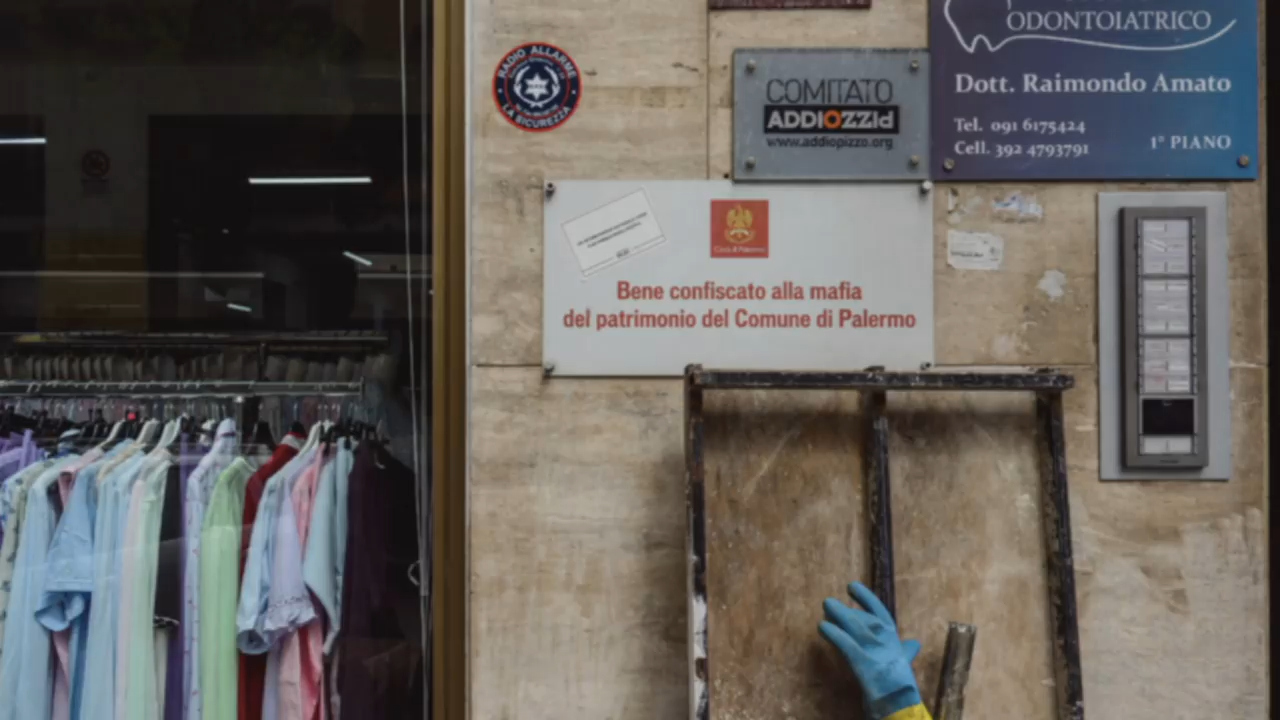 RADIO ALLARME
LA SICUREZZA
COMITATO
ADDIOZZId
www.addiopizzo.org
ODONTOIATRICO
Dott. Raimondo Amato
Tel. 091 6175424
Cell. 392 4793791
1° PIANO
Città di Palermo
Bene confiscato alla mafia
del patrimonio del Comune di Palermo